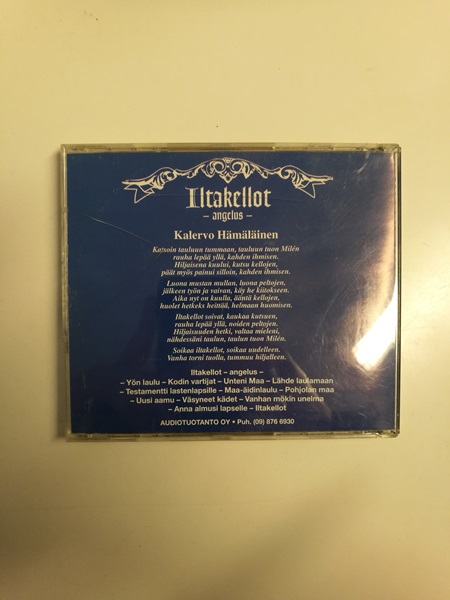 Iltakellot
– angelus –
Kalervo Hämäläinen
Katsoin tauluun tummaan, tauluun tuon Milén
rauha lepää yllä, kahden ihmisen.
Hiljaisena kuului, kutsu kellojen,
päät myös painui silloin, kahden ihmisen.
Luona mustan mullan, luona peltojen,
jälkeen työn ja vaivan, käy he kiitokseen.
Aika nyt on kuulla, ääntä kellojen,
huolet hetkeks heittää, helmaan huomisen.
Iltakellot soivat, kaukaa kutsuen,
rauha lepää yllä, noiden peltojen.
Hiljaisuuden hetki, valtaa mieleni,
nähdessäni taulun, taulun tuon Milén.
Soikaa iltakellot, soikaa uudelleen.
Vanha torni tuolla, tummuu hiljalleen.
Iltakellot – angelus –
– Yön laulu – Kodin vartijat – Unteni Maa – Lähde laulamaan
– Testamentti lastenlapsille – Maa-äidinlaulu – Pohjolan maa
– Uusi aamu – Väsyneet kädet – Vanhan mökin unelma
– Anna almusi lapselle – Iltakellot
AUDIOTUOTANTO OY • Puh. (09) 876 6930